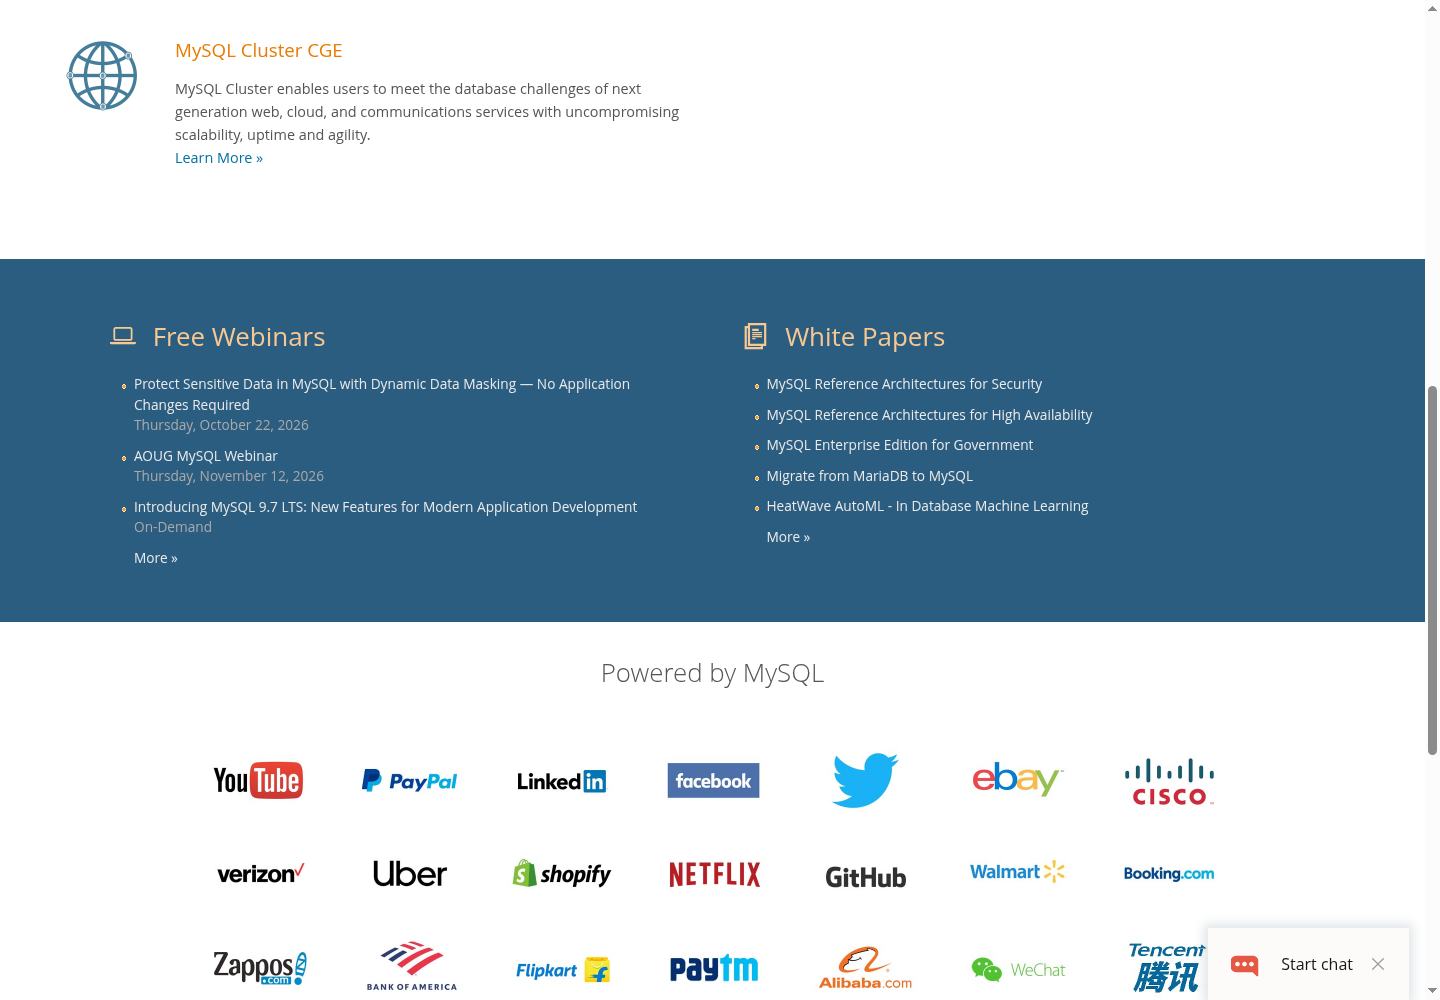 MySQL Cluster CGE
MySQL Cluster enables users to meet the database challenges of next
generation web, cloud, and communications services with uncompromising
scalability, uptime and agility.
Learn More »
Free Webinars
Protect Sensitive Data in MySQL with Dynamic Data Masking — No Application
Changes Required
Thursday, October 22, 2026
AOUG MySQL Webinar
Thursday, November 12, 2026
Introducing MySQL 9.7 LTS: New Features for Modern Application Development
On-Demand
More »
White Papers
MySQL Reference Architectures for Security
MySQL Reference Architectures for High Availability
MySQL Enterprise Edition for Government
Migrate from MariaDB to MySQL
HeatWave AutoML - In Database Machine Learning
More »
Powered by MySQL
YouTube
PayPal
Linked in
facebook
ebay
CISCO
verizon
Uber
shopify
NETFLIX
GitHub
Walmart
Booking.com
Zappos .com
BANK OF AMERICA
Flipkart
paytm
Alibaba.com
WeChat
Tencent
腾讯
Start chat